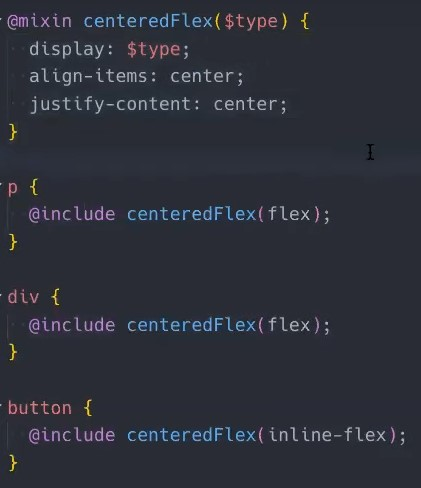 @mixin centeredFlex($type) {
  display: $type;
  align-items: center;
  justify-content: center;
}
p {
  @include centeredFlex(flex);
}
div {
  @include centeredFlex(flex);
}
button {
  @include centeredFlex(inline-flex);
}